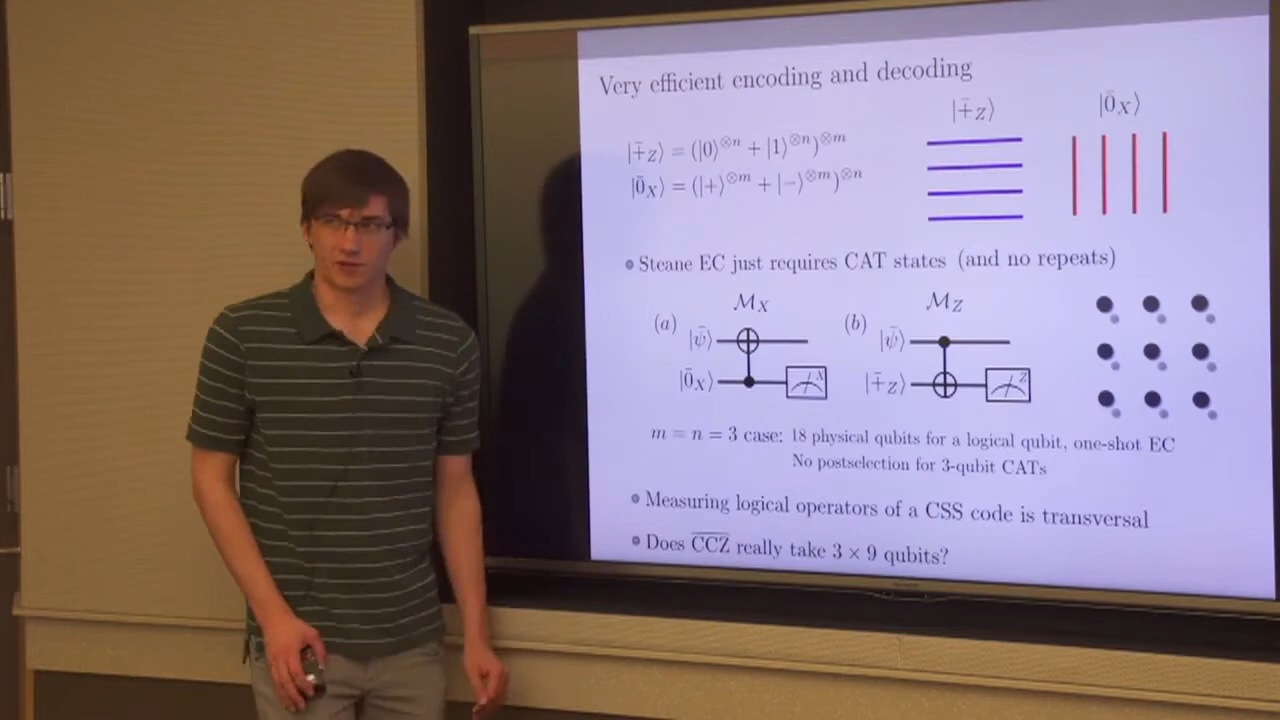 Very efficient encoding and decoding
|+̄_Z⟩ |0̄_X⟩
|+̄_Z⟩ = (|0⟩^{⊗n} + |1⟩^{⊗n})^{⊗m}
|0̄_X⟩ = (|+⟩^{⊗m} + |−⟩^{⊗m})^{⊗n}
Steane EC just requires CAT states (and no repeats)
ℳ_X ℳ_Z
(a) |ψ̄⟩ (b) |ψ̄⟩
|0̄_X⟩ X |+̄_Z⟩ Z
m = n = 3 case: 18 physical qubits for a logical qubit, one-shot EC
No postselection for 3-qubit CATs
Measuring logical operators of a CSS code is transversal
Does C̅C̅Z̅ really take 3 × 9 qubits?